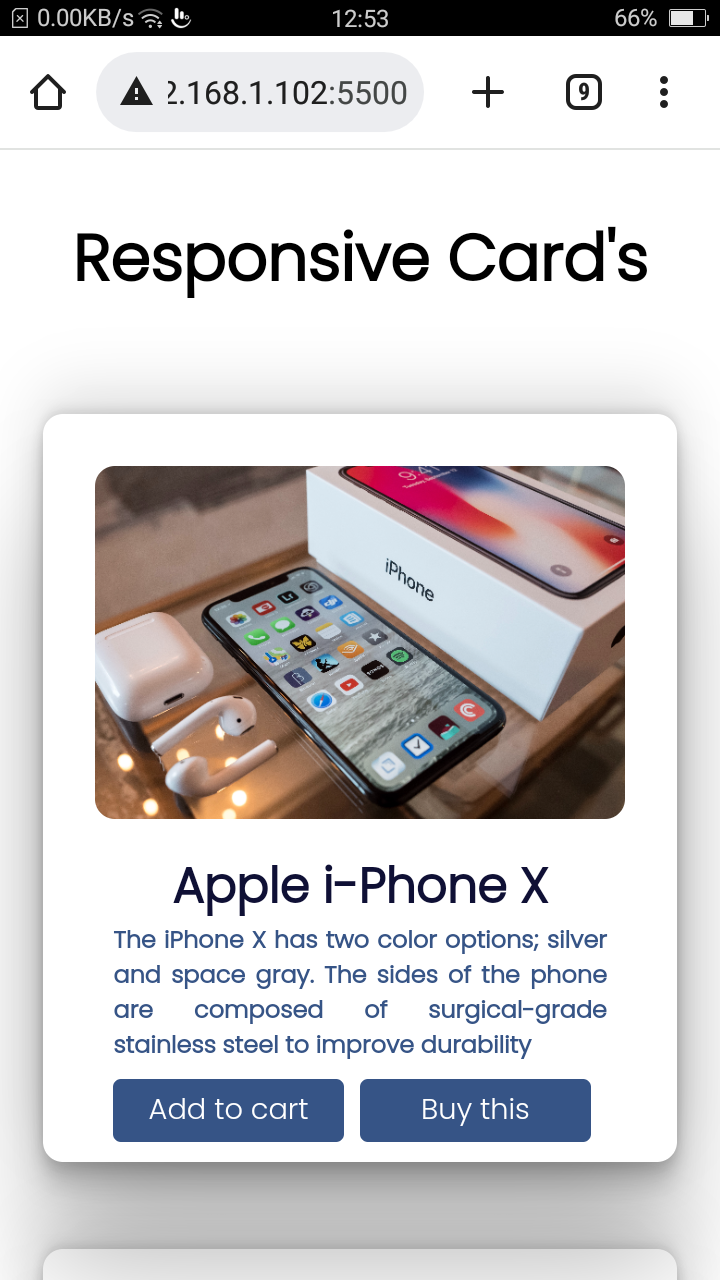 0.00KB/s 12:53 66%
2.168.1.102:5500 9
Responsive Card's
9:41
iPhone
Apple i-Phone X
The iPhone X has two color options; silver
and space gray. The sides of the phone
are composed of surgical-grade
stainless steel to improve durability
Add to cart Buy this